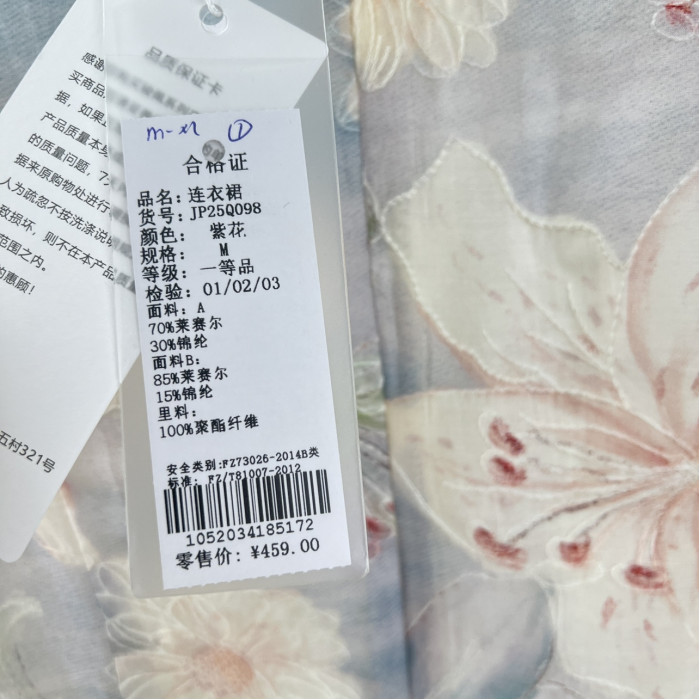 品质保证卡
感谢
买商品
据，如果
产品质量本身
的质量问题，7天
据来原购物处进行
人为疏忽不按洗涤说明
致损坏，则不在本产品质
范围之内。
的惠顾！
五村321号
m-xl ①
合格证
品名：连衣裙
货号：JP25Q098
颜色： 紫花
规格： M
等级：一等品
检验：01/02/03
面料：A
70%莱赛尔
30%锦纶
面料B：
85%莱赛尔
15%锦纶
里料：
100%聚酯纤维
安全类别：FZ73026-2014B类
标准： FZ/T81007-2012
1052034185172
零售价：¥459.00